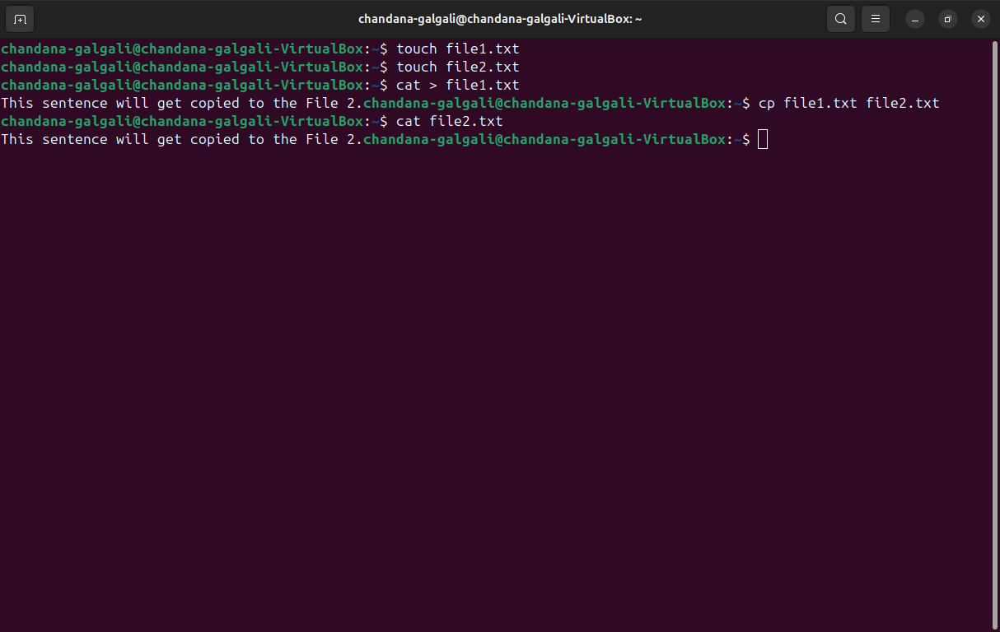 chandana-galgali@chandana-galgali-VirtualBox: ~
chandana-galgali@chandana-galgali-VirtualBox:~$ touch file1.txt
chandana-galgali@chandana-galgali-VirtualBox:~$ touch file2.txt
chandana-galgali@chandana-galgali-VirtualBox:~$ cat > file1.txt
This sentence will get copied to the File 2.chandana-galgali@chandana-galgali-VirtualBox:~$ cp file1.txt file2.txt
chandana-galgali@chandana-galgali-VirtualBox:~$ cat file2.txt
This sentence will get copied to the File 2.chandana-galgali@chandana-galgali-VirtualBox:~$